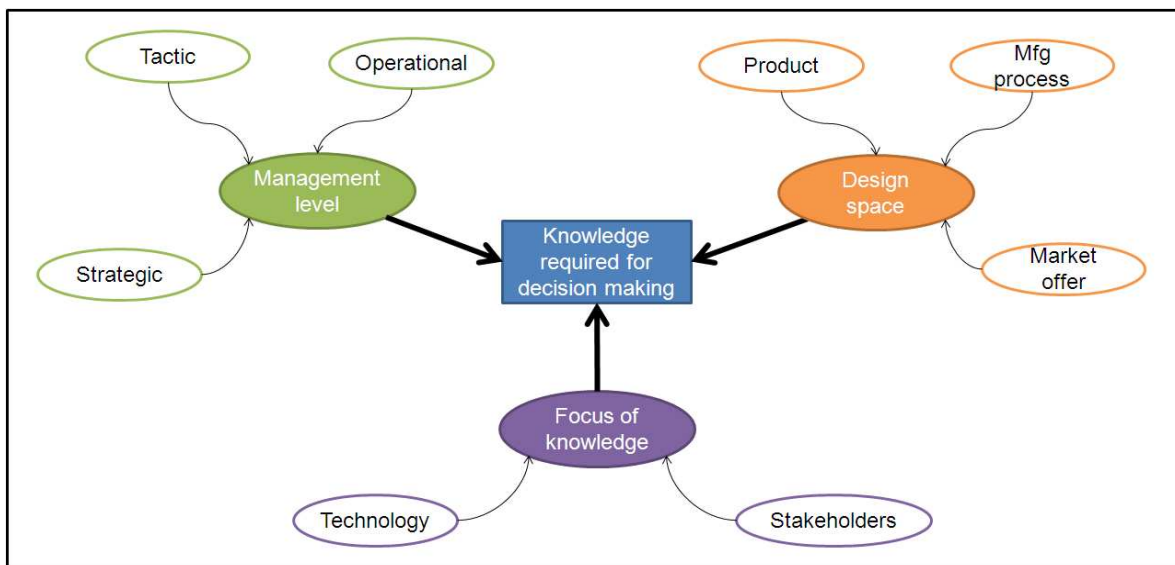 Tactic
Operational
Management
level
Strategic
Product
Mfg
process
Design
space
Market
offer
Knowledge
required for
decision making
Focus of
knowledge
Technology
Stakeholders